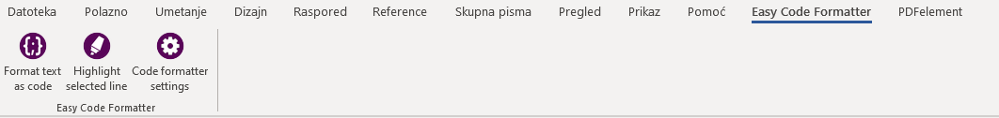 Datoteka Polazno Umetanje Dizajn Raspored Reference Skupna pisma Pregled Prikaz Pomoć Easy Code Formatter PDFelement
Format text Highlight Code formatter
as code selected line settings
Easy Code Formatter